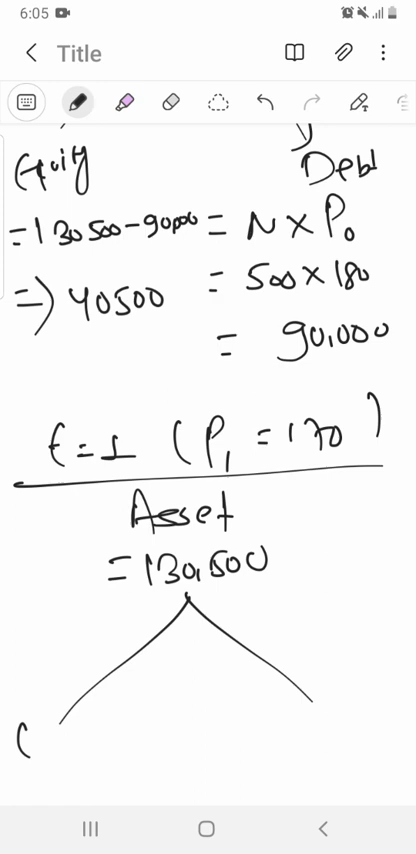 6:05
Title
Equity
Debt
=130500-90000 = N × P₀
=> 40500
= 500 × 180
= 90,000
t=1 (P₁ = 170)
Asset
= 130,500
(